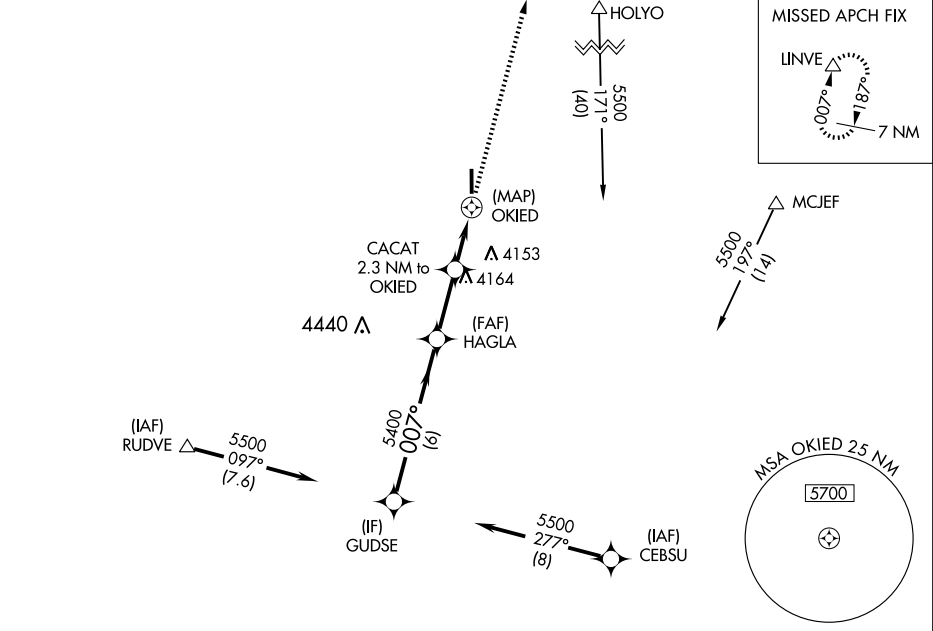 HOLYO
5500
171°
(40)
MISSED APCH FIX
LINVE
007°
187°
7 NM
(MAP)
OKIED
MCJEF
5500
197°
(14)
CACAT
2.3 NM to
OKIED
4153
4164
4440
(FAF)
HAGLA
(IAF)
RUDVE
5500
097°
(7.6)
5400
007°
(6)
(IF)
GUDSE
5500
277°
(8)
(IAF)
CEBSU
MSA OKIED 25 NM
5700